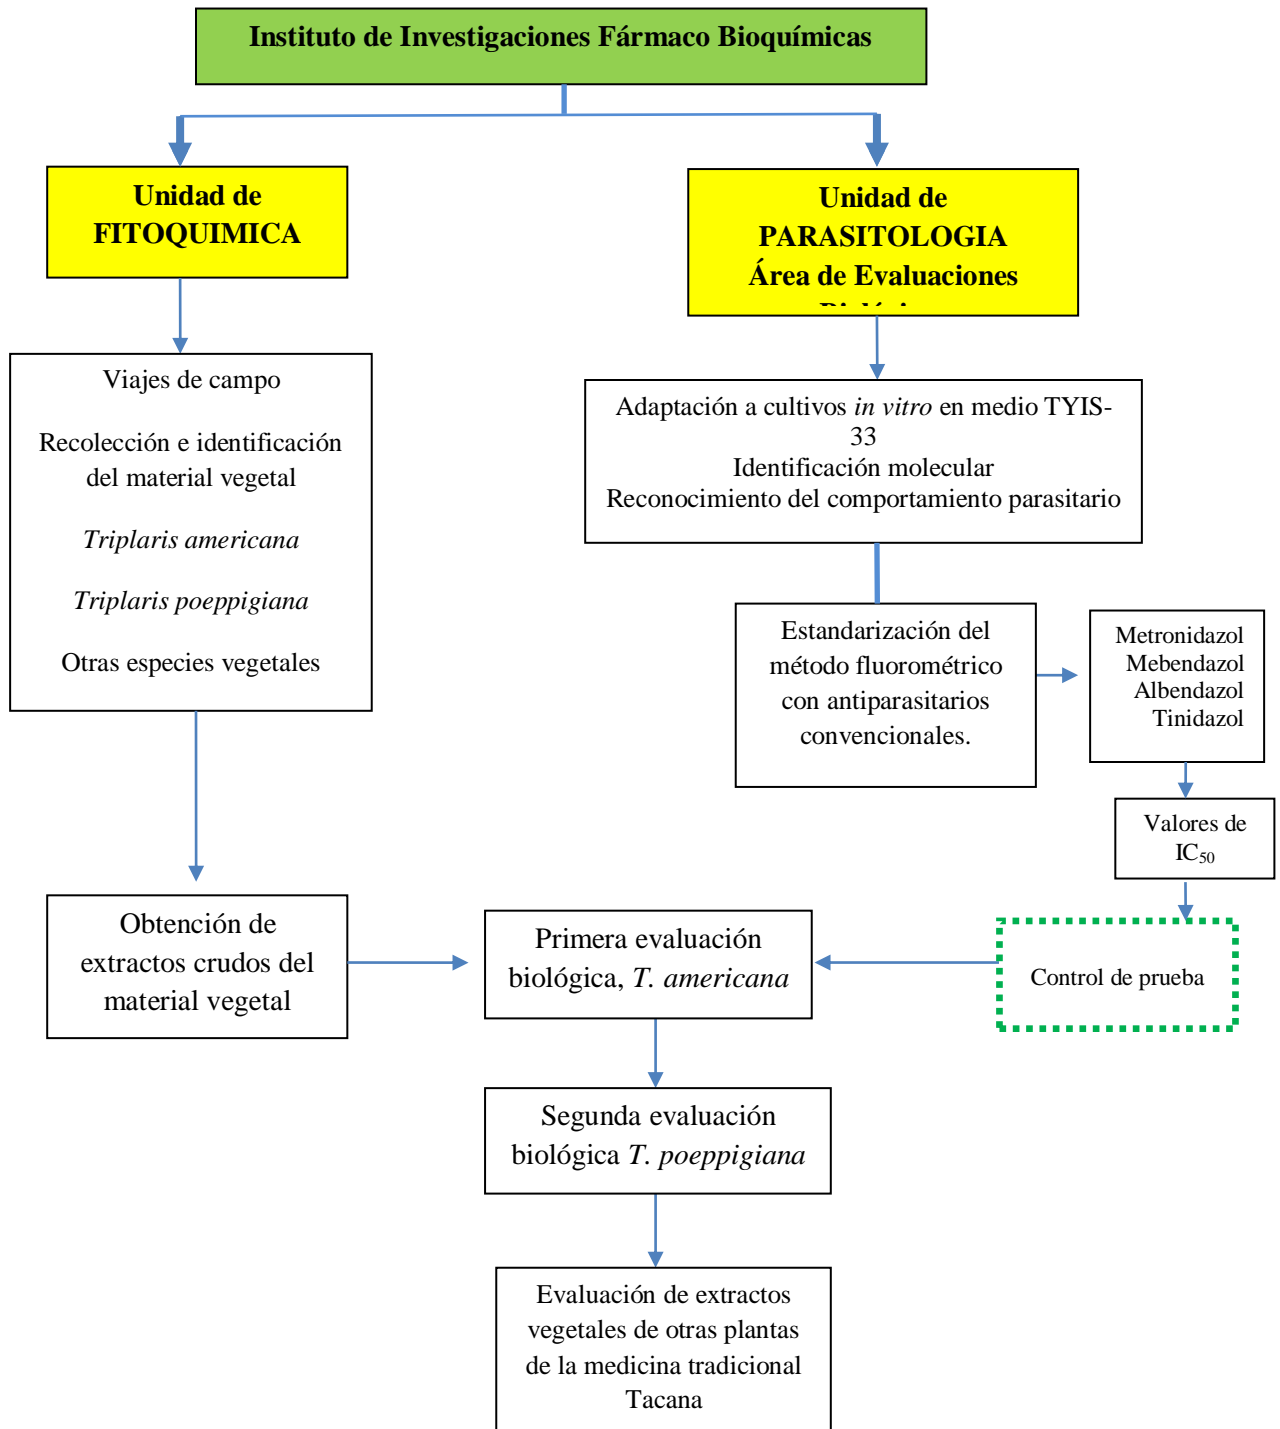 Instituto de Investigaciones Fármaco Bioquímicas
Unidad de
FITOQUIMICA
Unidad de
PARASITOLOGIA
Área de Evaluaciones
Viajes de campo
Recolección e identificación
del material vegetal
Triplaris americana
Triplaris poeppigiana
Otras especies vegetales
Adaptación a cultivos in vitro en medio TYIS-
33
Identificación molecular
Reconocimiento del comportamiento parasitario
Estandarización del
método fluorométrico
con antiparasitarios
convencionales.
Metronidazol
Mebendazol
Albendazol
Tinidazol
Valores de
IC50
Obtención de
extractos crudos del
material vegetal
Primera evaluación
biológica, T. americana
Control de prueba
Segunda evaluación
biológica T. poeppigiana
Evaluación de extractos
vegetales de otras plantas
de la medicina tradicional
Tacana